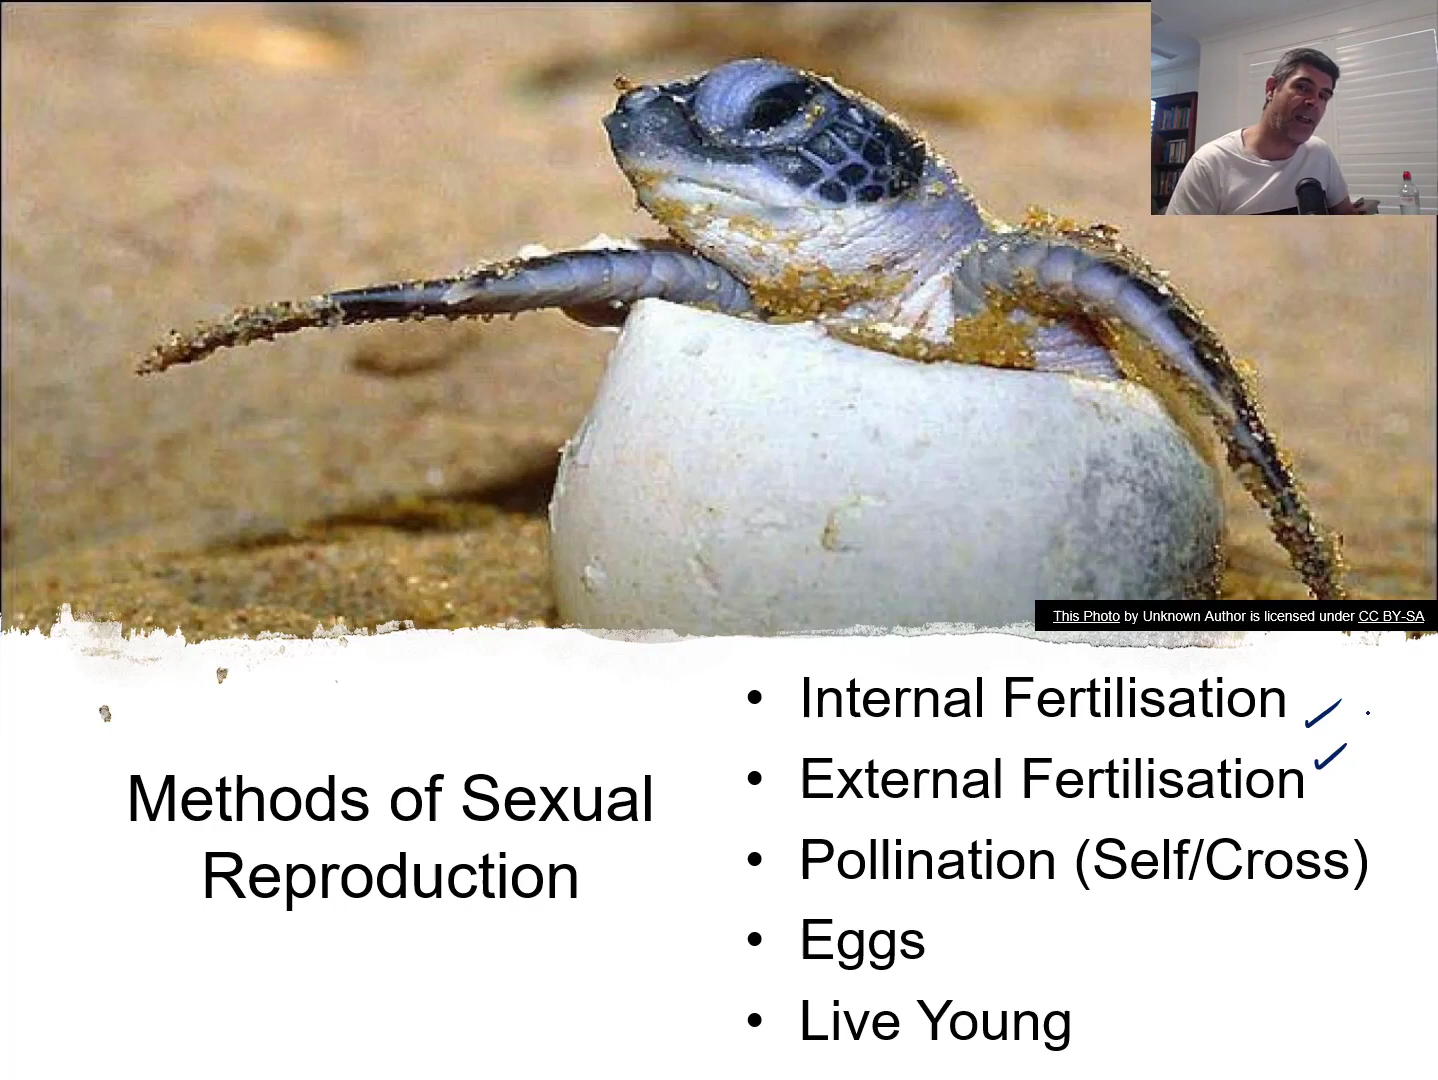 This Photo by Unknown Author is licensed under CC BY-SA
Methods of Sexual
Reproduction
• Internal Fertilisation
• External Fertilisation
• Pollination (Self/Cross)
• Eggs
• Live Young